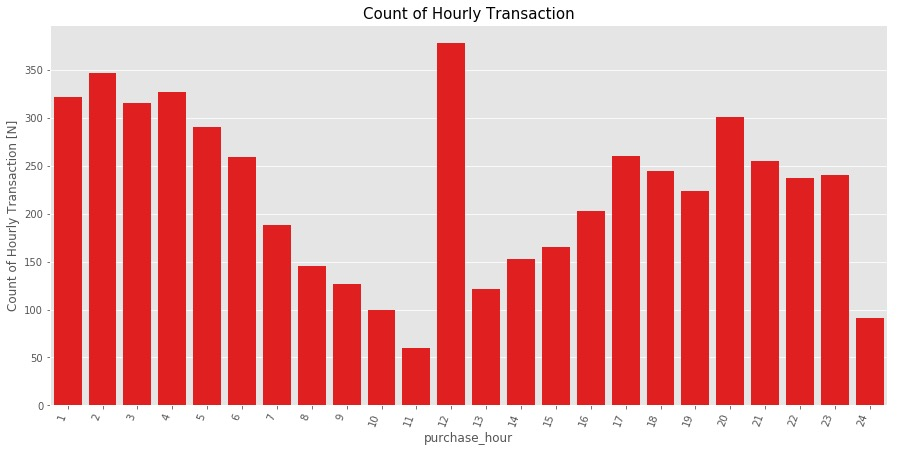 Count of Hourly Transaction
Count of Hourly Transaction [N]
350
300
250
200
150
100
50
0
1 2 3 4 5 6 7 8 9 10 11 12 13 14 15 16 17 18 19 20 21 22 23 24
purchase_hour